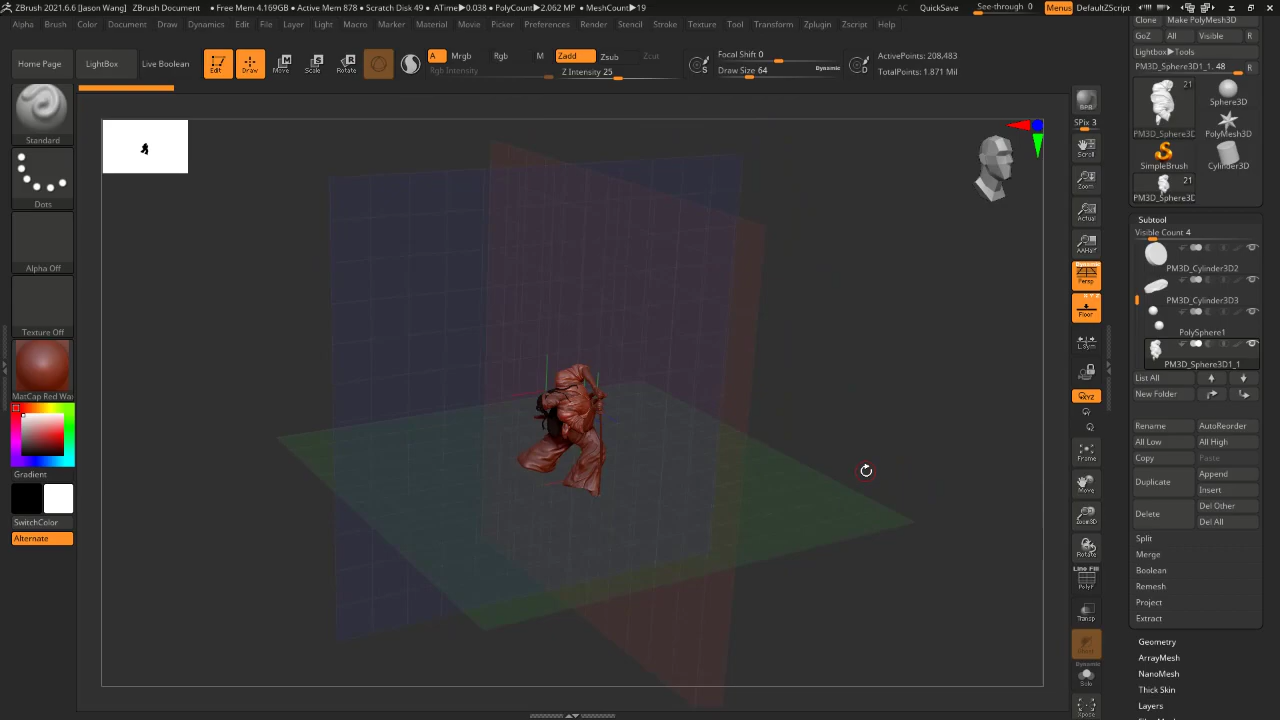 ZBrush 2021.6.6 [Jason Wang] ZBrush Document • Free Mem 4.169GB • Active Mem 878 • Scratch Disk 49 • ATime▶0.038 • PolyCount▶2.062 MP • MeshCount▶19 AC QuickSave See-through 0 Menus DefaultZScript
Alpha Brush Color Document Draw Dynamics Edit File Layer Light Macro Marker Material Movie Picker Preferences Render Stencil Stroke Texture Tool Transform Zplugin Zscript Help
Home Page LightBox Live Boolean
Edit Draw Move Scale Rotate
A Mrgb Rgb M
Rgb Intensity
Zadd Zsub Zcut
Z Intensity 25
S
Focal Shift 0
Draw Size 64 Dynamic
D
ActivePoints: 208,483
TotalPoints: 1.871 Mil
Standard
Dots
Alpha Off
Texture Off
MatCap Red Wa
Gradient
SwitchColor
Alternate
BPR
SPix 3
Scroll
Zoom
Actual
AAHalf
Dynamic
Persp
Floor
L.Sym
XYZ
Frame
Move
Zoom3D
Rotate
Line Fill
PolyF
Transp
Ghost
Dynamic
Solo
Xpose
Clone Make PolyMesh3D
GoZ All Visible R
Lightbox▶Tools
PM3D_Sphere3D1_1. 48 R
21
Sphere3D
PM3D_Sphere3D PolyMesh3D
SimpleBrush Cylinder3D
21
PM3D_Sphere3D
Subtool
Visible Count 4
PM3D_Cylinder3D2
PM3D_Cylinder3D3
PolySphere1
PM3D_Sphere3D1_1
List All
New Folder
Rename AutoReorder
All Low All High
Copy Paste
Duplicate Append
Insert
Delete Del Other
Del All
Split
Merge
Boolean
Remesh
Project
Extract
Geometry
ArrayMesh
NanoMesh
Thick Skin
Layers